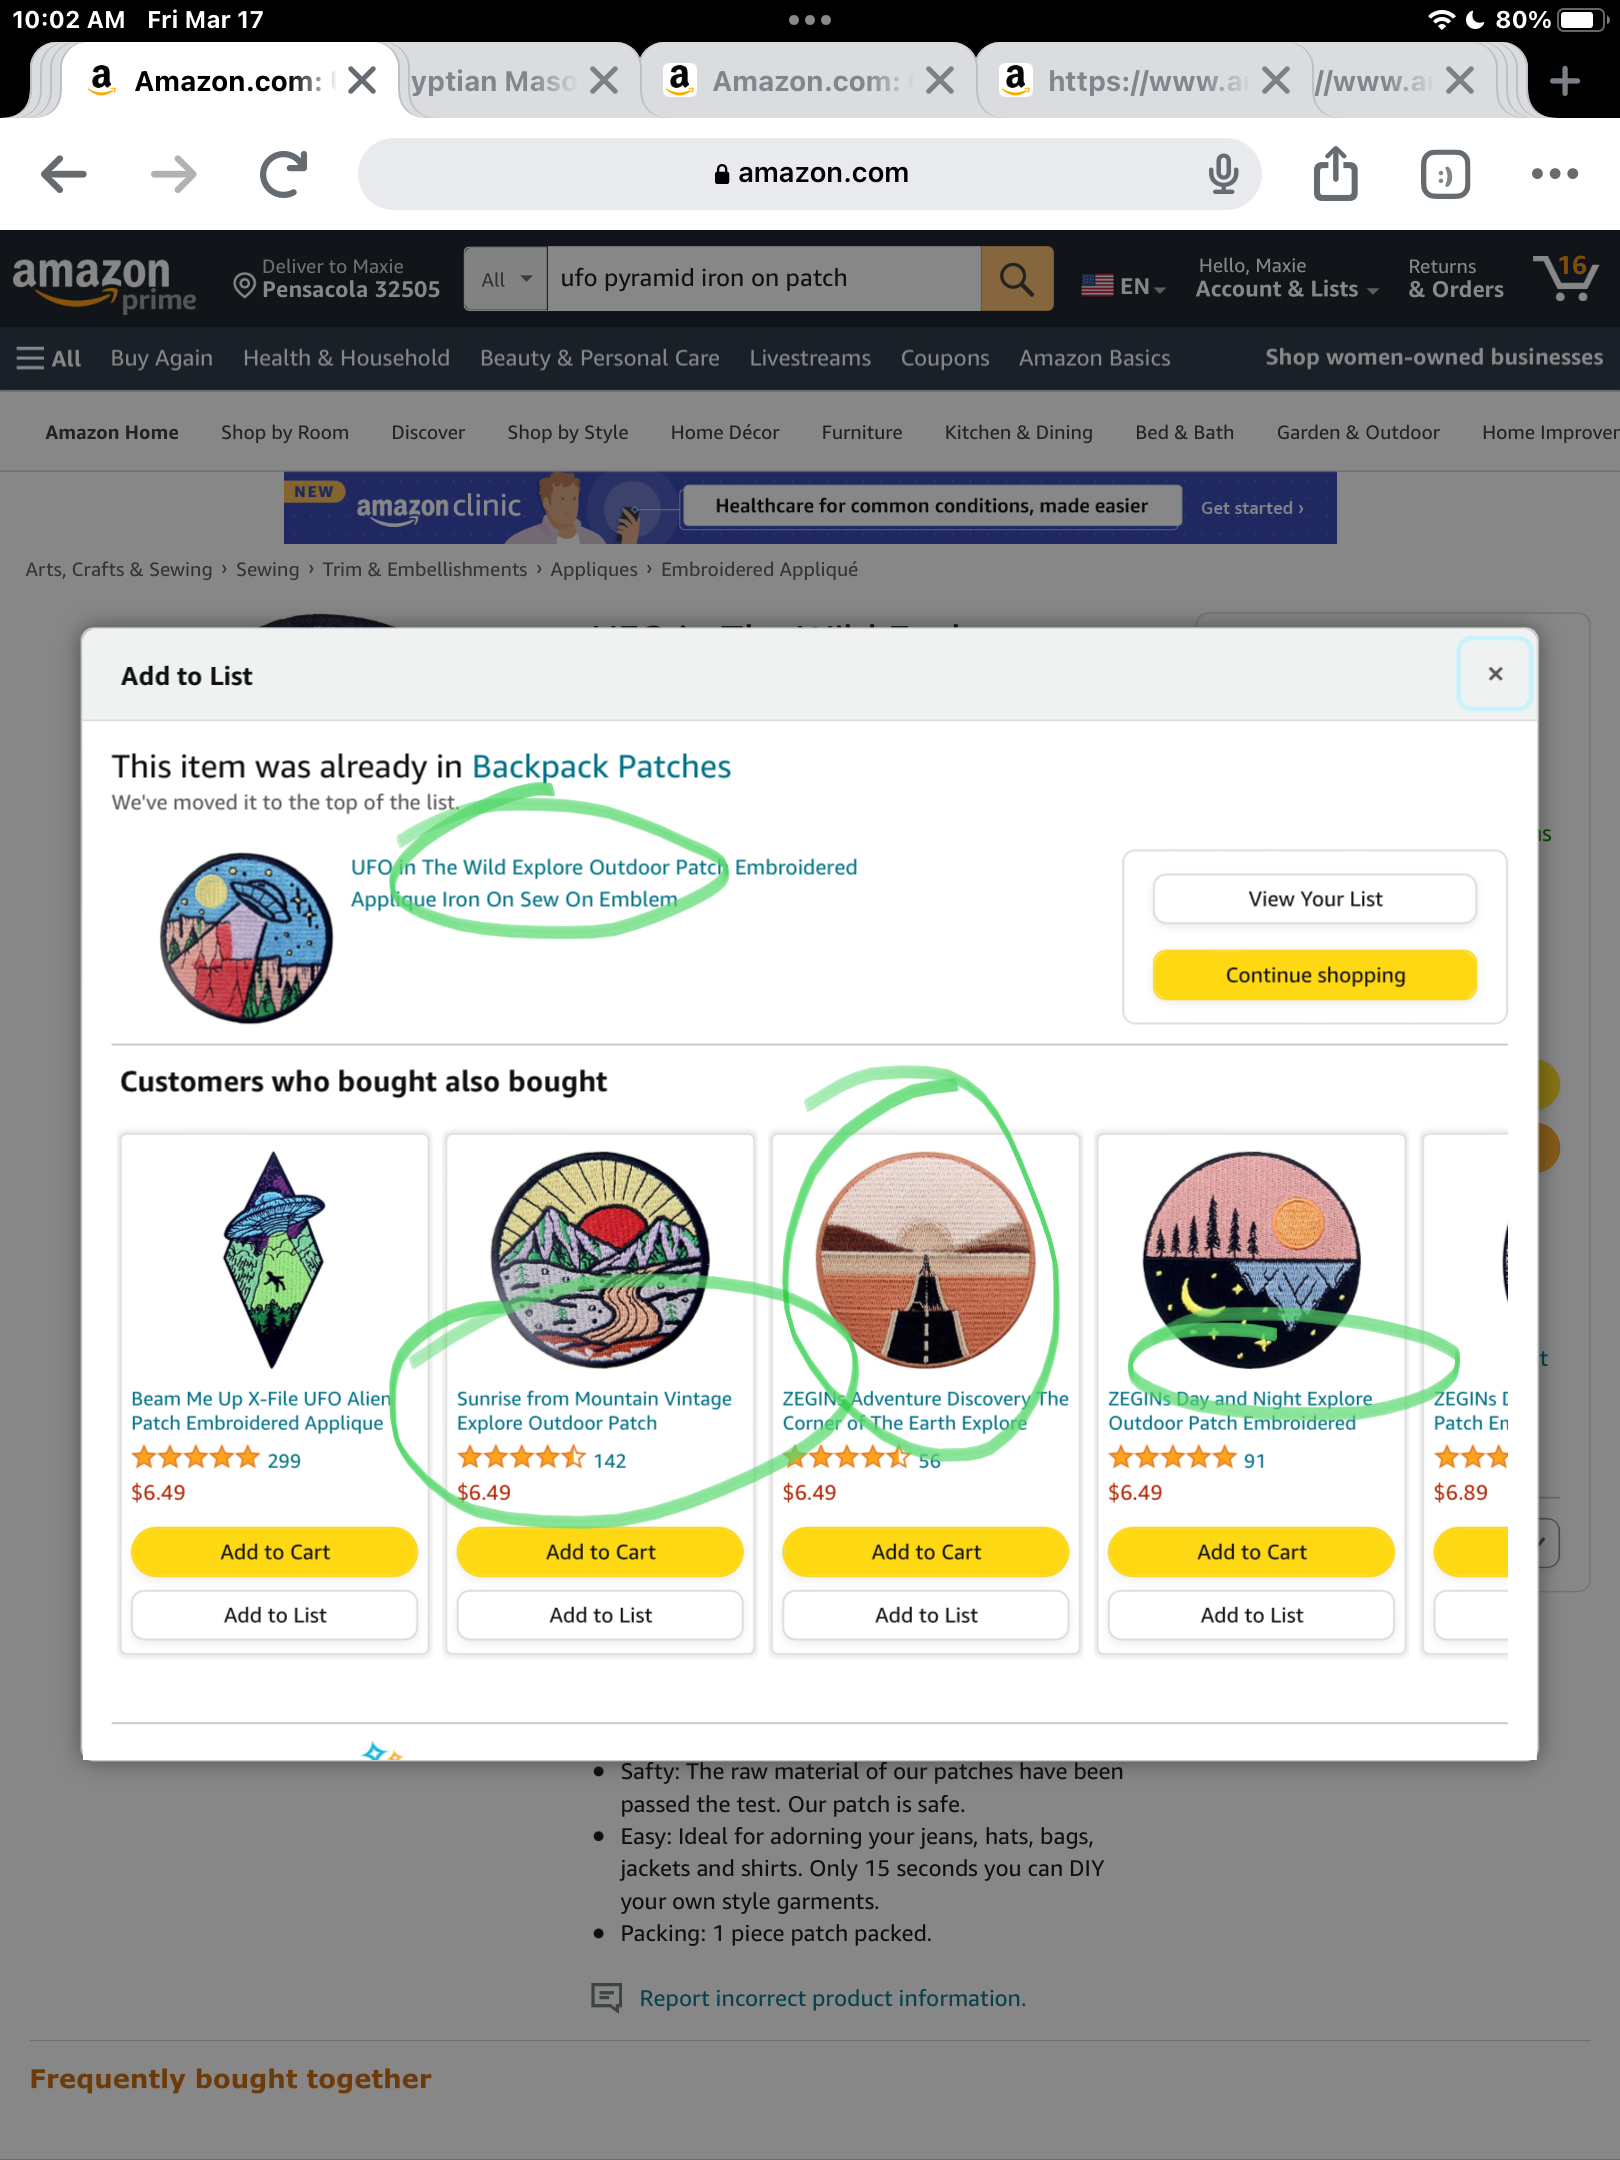 10:02 AM Fri Mar 17
80%
Amazon.com:
yptian Maso
Amazon.com:
https://www.a
//www.a
amazon.com
amazon prime
Deliver to Maxie
Pensacola 32505
All
ufo pyramid iron on patch
EN
Hello, Maxie
Account & Lists
Returns
& Orders
16
All Buy Again Health & Household Beauty & Personal Care Livestreams Coupons Amazon Basics Shop women-owned businesses
Amazon Home Shop by Room Discover Shop by Style Home Décor Furniture Kitchen & Dining Bed & Bath Garden & Outdoor Home Improve
NEW
amazon clinic
Healthcare for common conditions, made easier
Get started ›
Arts, Crafts & Sewing › Sewing › Trim & Embellishments › Appliques › Embroidered Appliqué
Add to List
This item was already in Backpack Patches
We've moved it to the top of the list.
UFO in The Wild Explore Outdoor Patch Embroidered
Applique Iron On Sew On Emblem
View Your List
Continue shopping
Customers who bought also bought
Beam Me Up X-File UFO Alien
Patch Embroidered Applique
299
$6.49
Add to Cart
Add to List
Sunrise from Mountain Vintage
Explore Outdoor Patch
142
$6.49
Add to Cart
Add to List
ZEGINs Adventure Discovery The
Corner of The Earth Explore
56
$6.49
Add to Cart
Add to List
ZEGINs Day and Night Explore
Outdoor Patch Embroidered
91
$6.49
Add to Cart
Add to List
ZEGINs D
Patch En
$6.89
Safty: The raw material of our patches have been
passed the test. Our patch is safe.
Easy: Ideal for adorning your jeans, hats, bags,
jackets and shirts. Only 15 seconds you can DIY
your own style garments.
Packing: 1 piece patch packed.
Report incorrect product information.
Frequently bought together